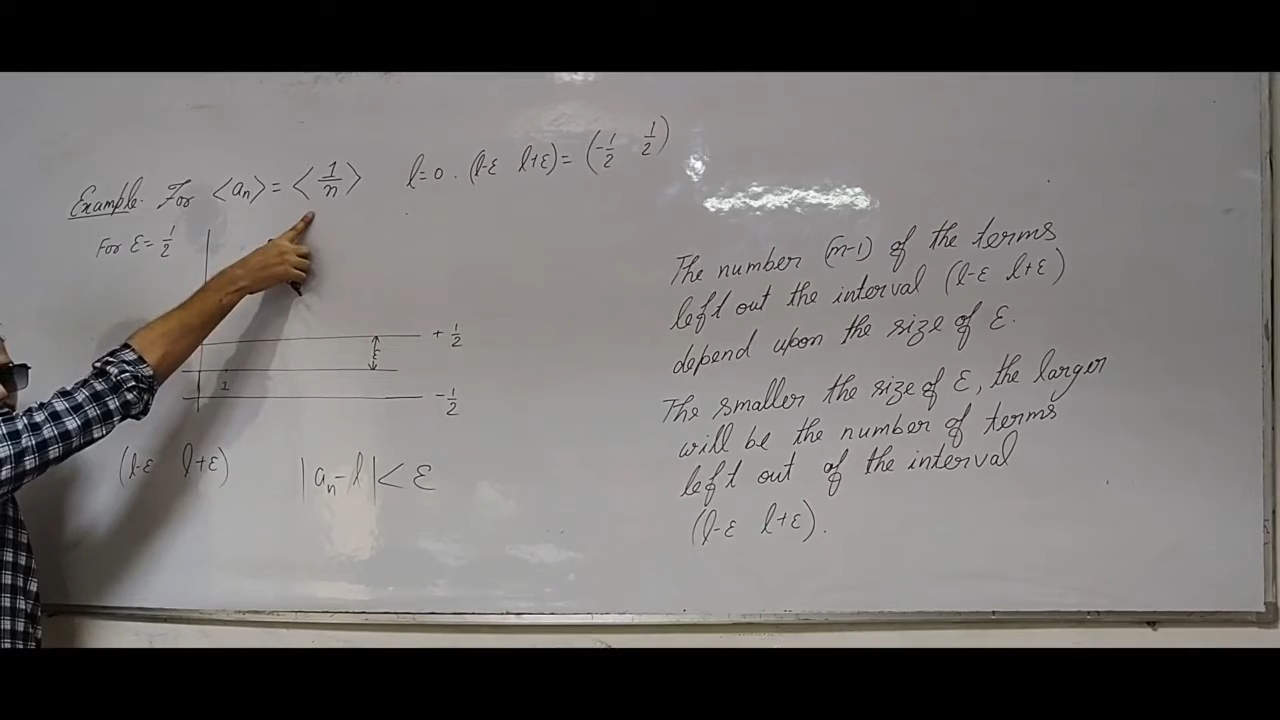 Example. For <aₙ> = <1/n>   l=0 . (l-ε  l+ε) = (-1/2  1/2)
For ε = 1/2
+ 1/2
ε
1
- 1/2
(l-ε  l+ε)   |aₙ-l| < ε
The number (m-1) of the terms
left out the interval (l-ε  l+ε)
depend upon the size of ε.
The smaller the size of ε, the larger
will be the number of terms
left out of the interval
(l-ε  l+ε).